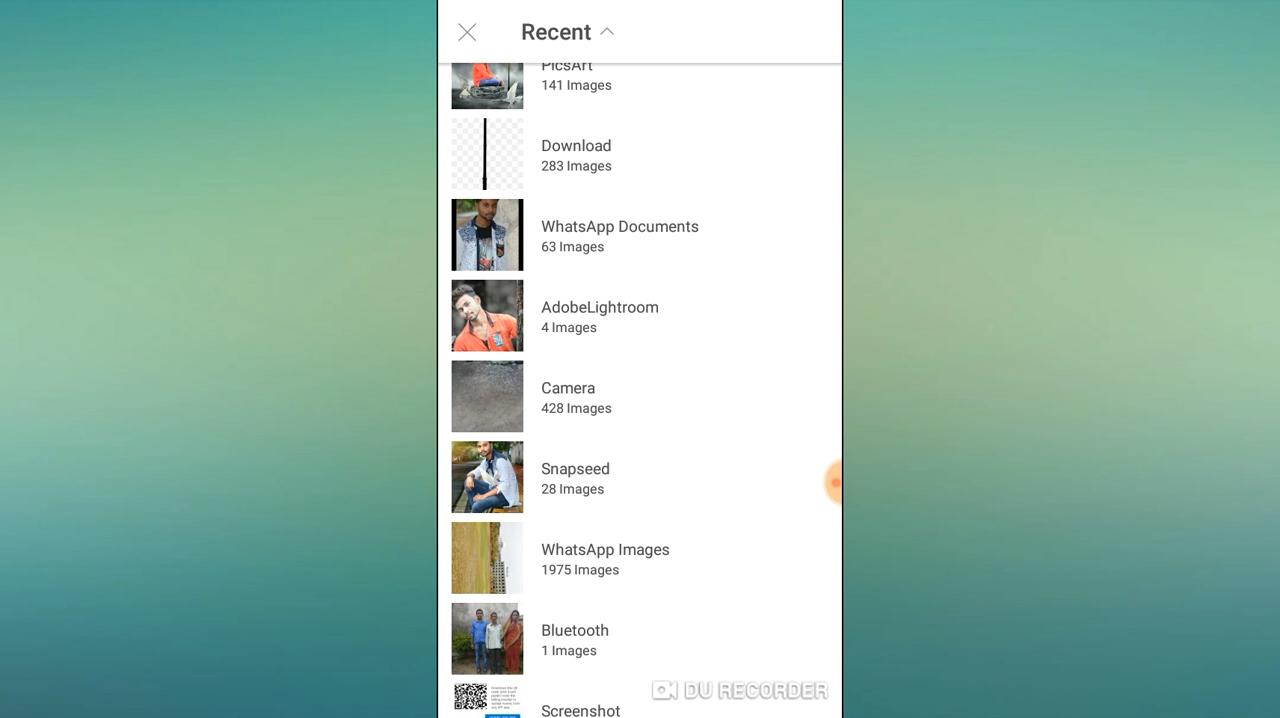 Recent
PicsArt
141 Images
Download
283 Images
WhatsApp Documents
63 Images
AdobeLightroom
4 Images
Camera
428 Images
Snapseed
28 Images
WhatsApp Images
1975 Images
Bluetooth
1 Images
DU RECORDER
Screenshot